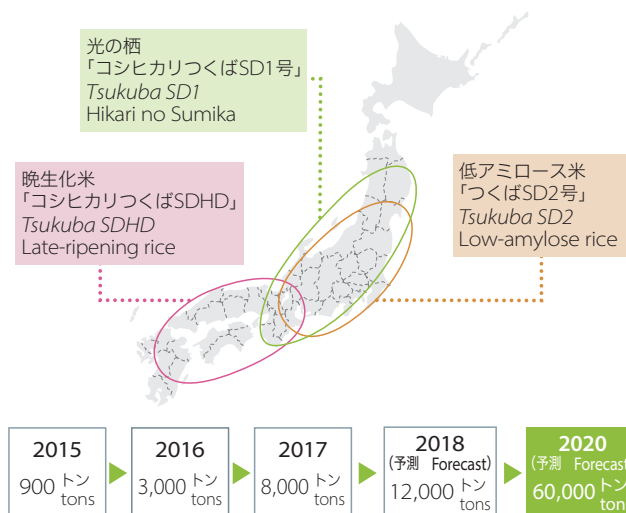 光の栖
「コシヒカリつくばSD1号」
Tsukuba SD1
Hikari no Sumika
晩生化米
「コシヒカリつくばSDHD」
Tsukuba SDHD
Late-ripening rice
低アミロース米
「つくばSD2号」
Tsukuba SD2
Low-amylose rice
2015
900 トン tons
2016
3,000 トン tons
2017
8,000 トン tons
2018
(予測 Forecast)
12,000 トン tons
2020
(予測 Forecast)
60,000 トン tons